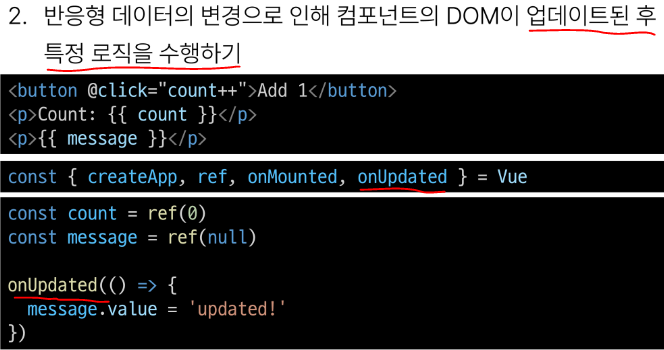 2. 반응형 데이터의 변경으로 인해 컴포넌트의 DOM이 업데이트된 후
특정 로직을 수행하기
<button @click="count++">Add 1</button>
<p>Count: {{ count }}</p>
<p>{{ message }}</p>
const { createApp, ref, onMounted, onUpdated } = Vue
const count = ref(0)
const message = ref(null)
onUpdated(() => {
  message.value = 'updated!'
})